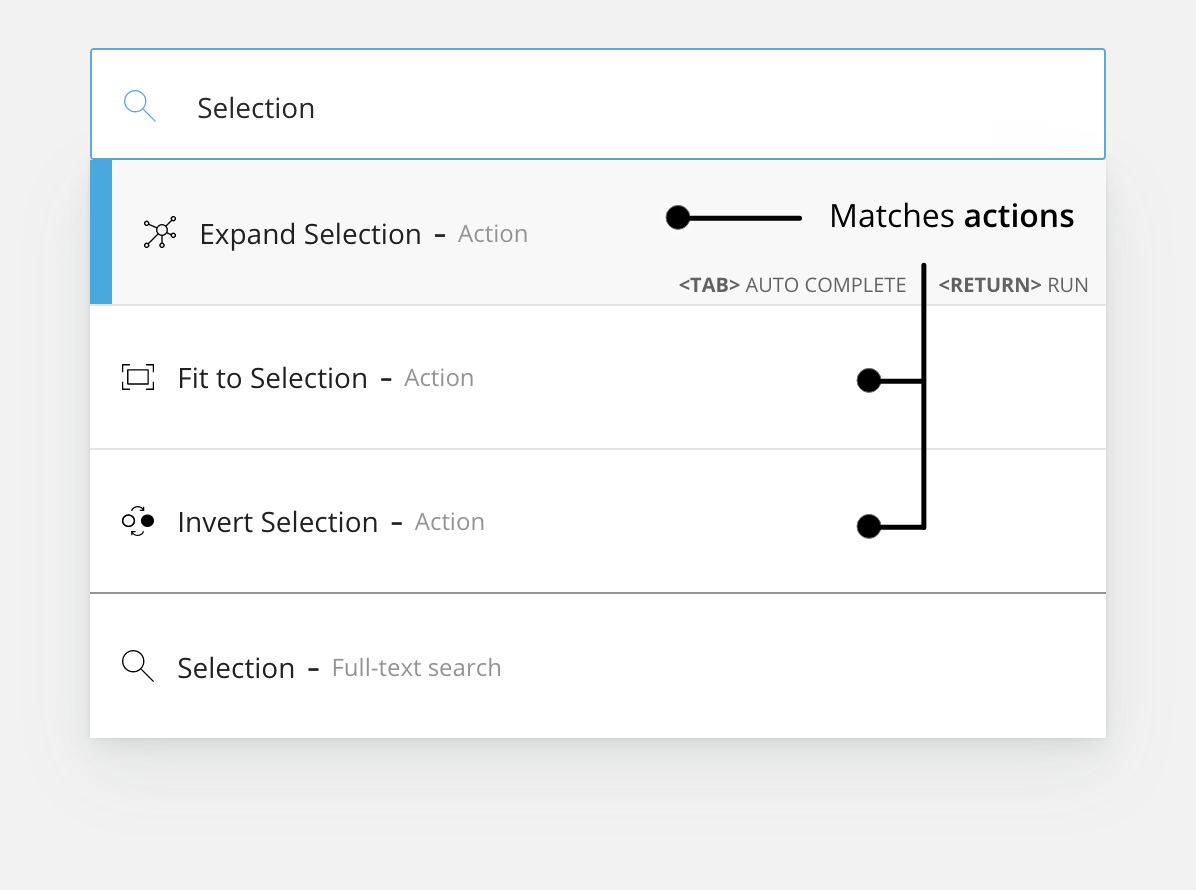 Selection
Expand Selection – Action
Matches actions
<TAB> AUTO COMPLETE
<RETURN> RUN
Fit to Selection – Action
Invert Selection – Action
Selection – Full-text search